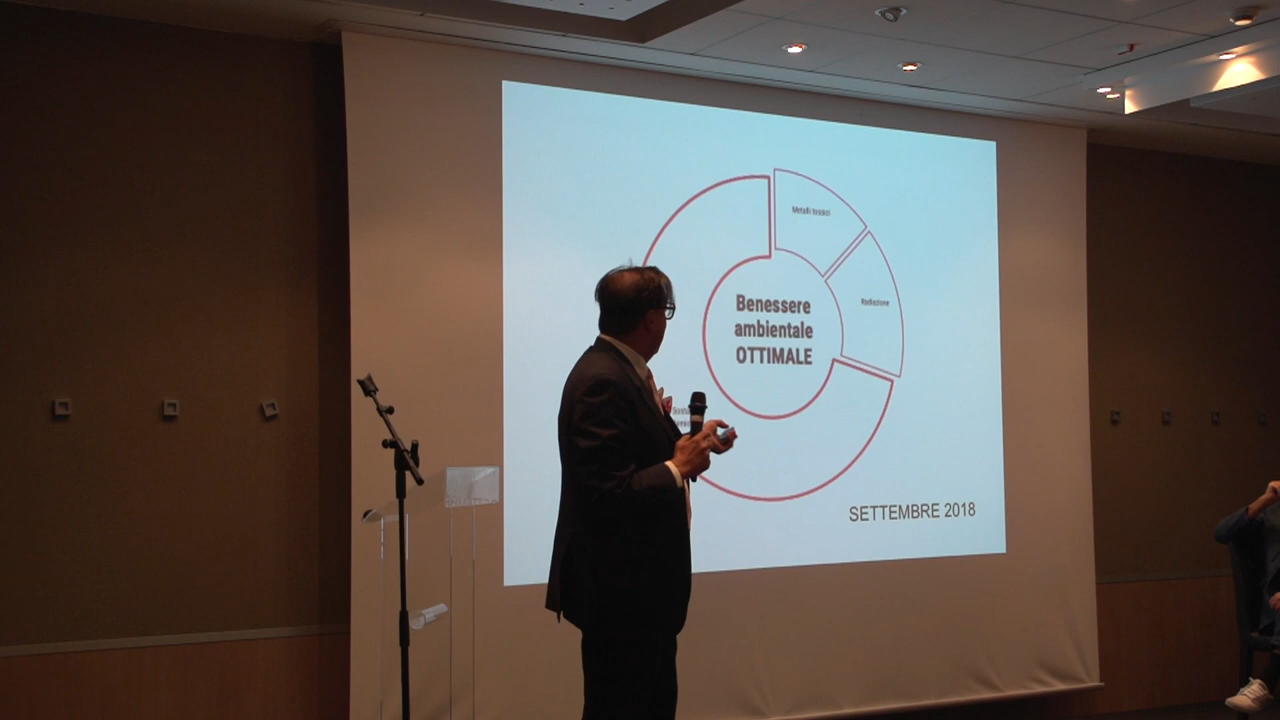 Metalli tossici
Radiazione
Benessere
ambientale
OTTIMALE
SETTEMBRE 2018